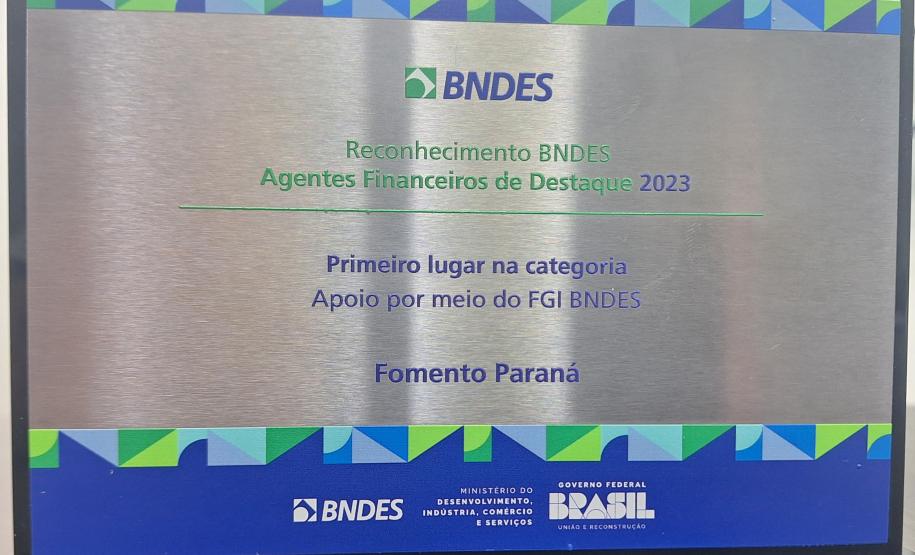 BNDES
Reconhecimento BNDES
Agentes Financeiros de Destaque 2023
Primeiro lugar na categoria
Apoio por meio do FGI BNDES
Fomento Paraná
BNDES
MINISTÉRIO DO
DESENVOLVIMENTO,
INDÚSTRIA, COMÉRCIO
E SERVIÇOS
GOVERNO FEDERAL
BRASIL
UNIÃO E RECONSTRUÇÃO